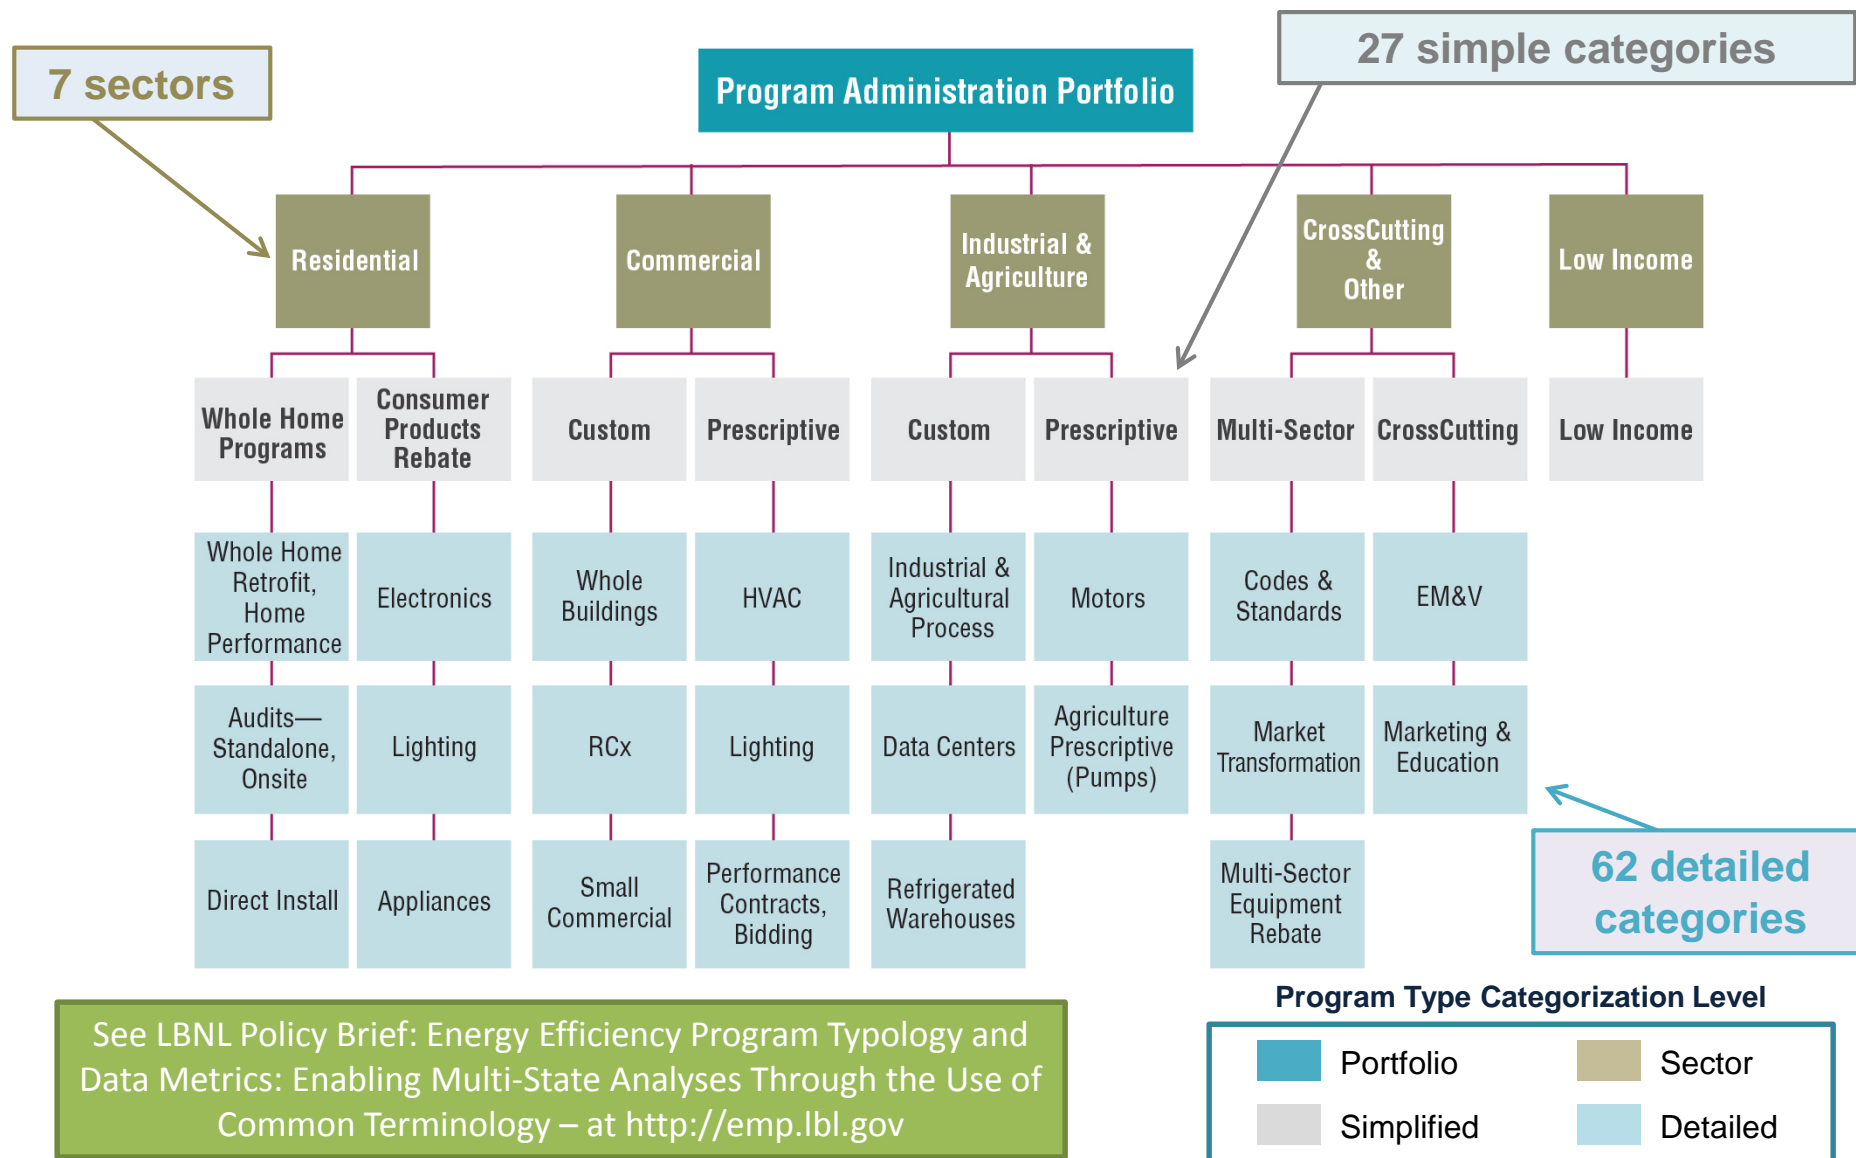 7 sectors
27 simple categories
Program Administration Portfolio
Residential
Commercial
Industrial &
Agriculture
CrossCutting
&
Other
Low Income
Whole Home
Programs
Consumer
Products
Rebate
Custom
Prescriptive
Custom
Prescriptive
Multi-Sector
CrossCutting
Low Income
Whole Home
Retrofit,
Home
Performance
Electronics
Whole
Buildings
HVAC
Industrial &
Agricultural
Process
Motors
Codes &
Standards
EM&V
Audits—
Standalone,
Onsite
Lighting
RCx
Lighting
Data Centers
Agriculture
Prescriptive
(Pumps)
Market
Transformation
Marketing &
Education
Direct Install
Appliances
Small
Commercial
Performance
Contracts,
Bidding
Refrigerated
Warehouses
Multi-Sector
Equipment
Rebate
62 detailed
categories
See LBNL Policy Brief: Energy Efficiency Program Typology and
Data Metrics: Enabling Multi-State Analyses Through the Use of
Common Terminology – at http://emp.lbl.gov
Program Type Categorization Level
Portfolio
Sector
Simplified
Detailed